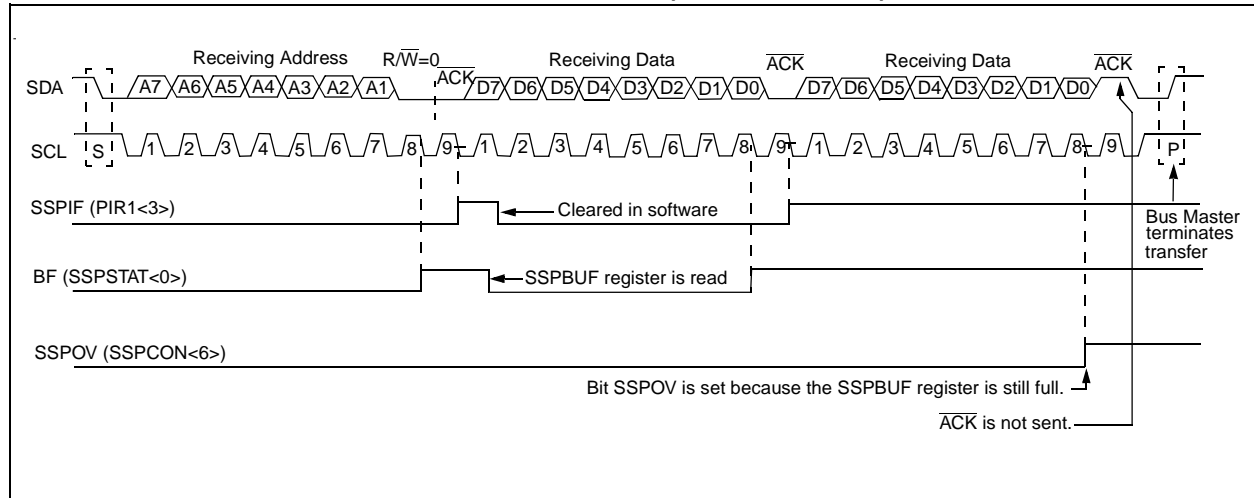 Receiving Address R/W=0 Receiving Data ACK Receiving Data ACK
ACK
SDA A7 A6 A5 A4 A3 A2 A1 D7 D6 D5 D4 D3 D2 D1 D0 D7 D6 D5 D4 D3 D2 D1 D0
SCL S 1 2 3 4 5 6 7 8 9 1 2 3 4 5 6 7 8 9 1 2 3 4 5 6 7 8 9 P
SSPIF (PIR1<3>)
Cleared in software
Bus Master
terminates
transfer
BF (SSPSTAT<0>)
SSPBUF register is read
SSPOV (SSPCON<6>)
Bit SSPOV is set because the SSPBUF register is still full.
ACK is not sent.